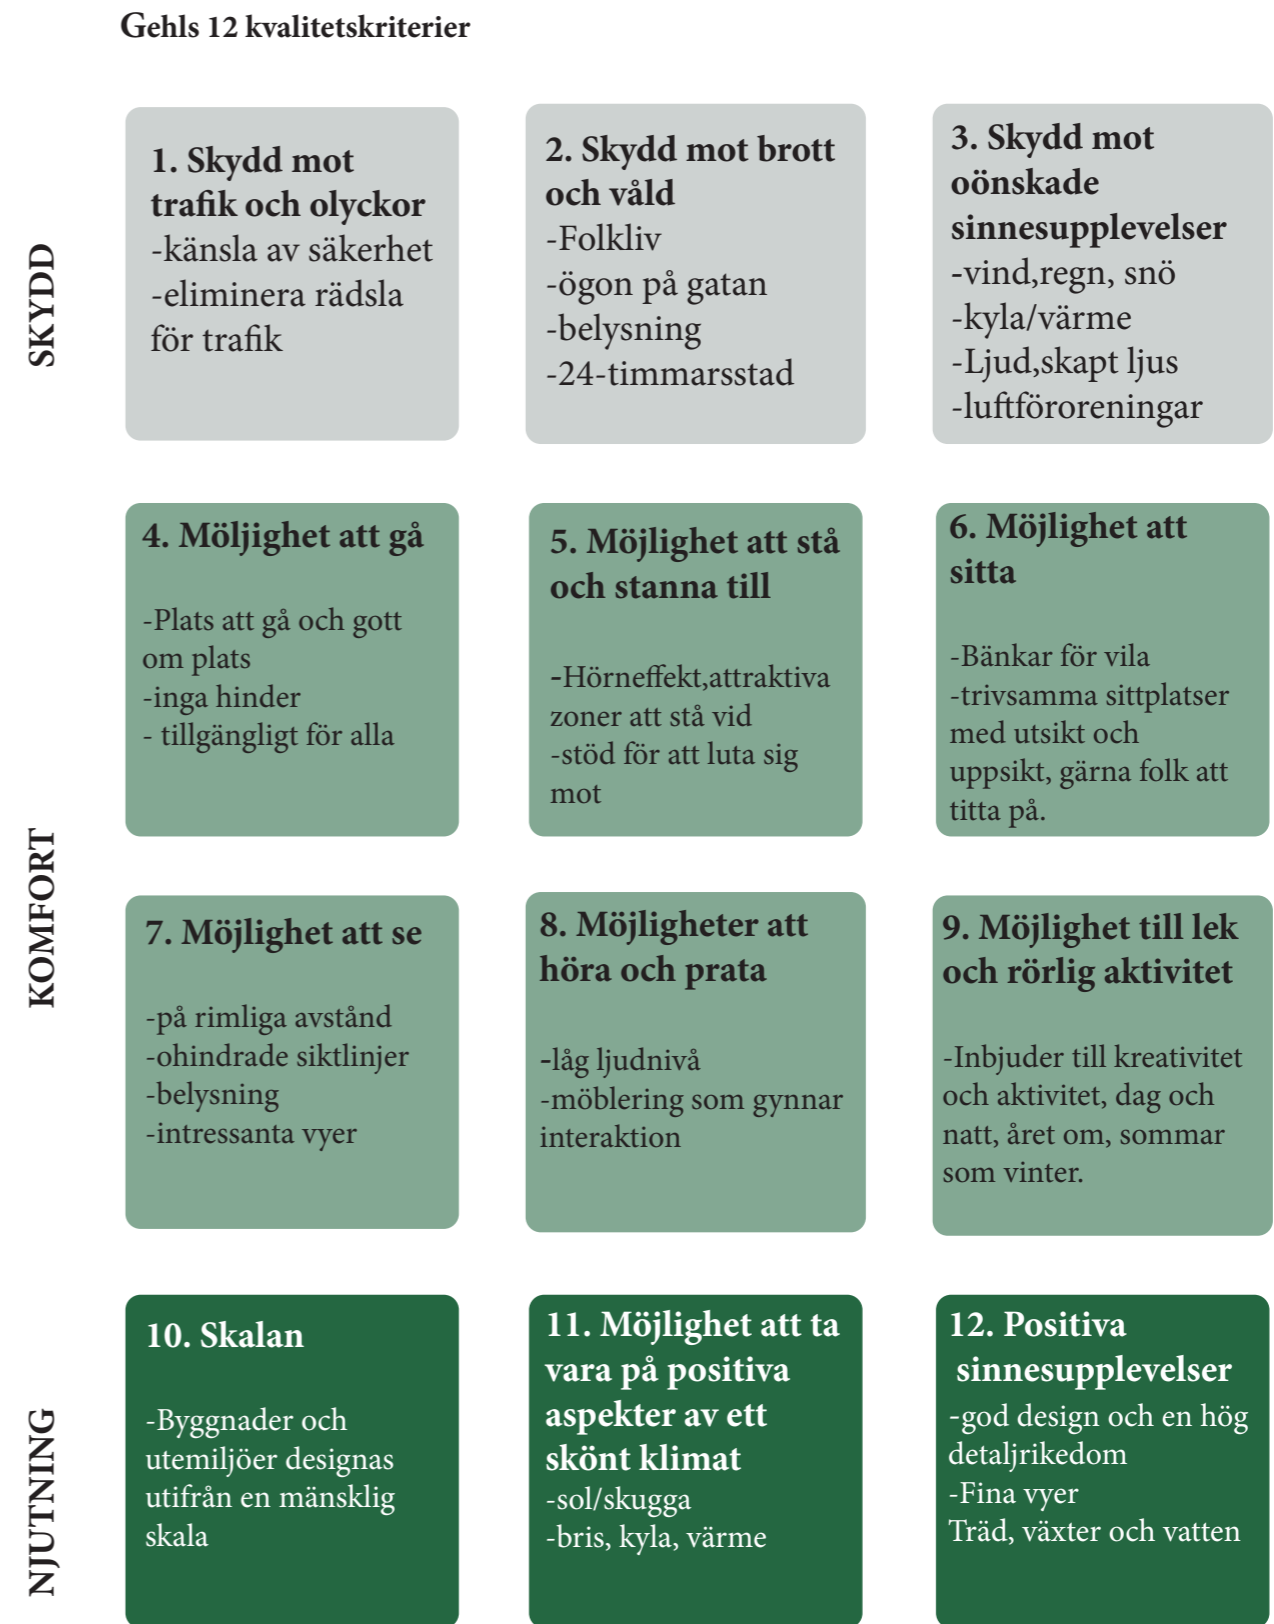 Gehls 12 kvalitetskriterier
SKYDD
1. Skydd mot
trafik och olyckor
-känsla av säkerhet
-eliminera rädsla
för trafik
2. Skydd mot brott
och våld
-Folkliv
-ögon på gatan
-belysning
-24-timmarsstad
3. Skydd mot
oönskade
sinnesupplevelser
-vind,regn, snö
-kyla/värme
-Ljud,skapt ljus
-luftföroreningar
KOMFORT
4. Möljighet att gå
-Plats att gå och gott
om plats
-inga hinder
- tillgängligt för alla
5. Möjlighet att stå
och stanna till
-Hörneffekt,attraktiva
zoner att stå vid
-stöd för att luta sig
mot
6. Möjlighet att
sitta
-Bänkar för vila
-trivsamma sittplatser
med utsikt och
uppsikt, gärna folk att
titta på.
7. Möjlighet att se
-på rimliga avstånd
-ohindrade siktlinjer
-belysning
-intressanta vyer
8. Möjligheter att
höra och prata
-låg ljudnivå
-möblering som gynnar
interaktion
9. Möjlighet till lek
och rörlig aktivitet
-Inbjuder till kreativitet
och aktivitet, dag och
natt, året om, sommar
som vinter.
NJUTNING
10. Skalan
-Byggnader och
utemiljöer designas
utifrån en mänsklig
skala
11. Möjlighet att ta
vara på positiva
aspekter av ett
skönt klimat
-sol/skugga
-bris, kyla, värme
12. Positiva
sinnesupplevelser
-god design och en hög
detaljrikedom
-Fina vyer
Träd, växter och vatten